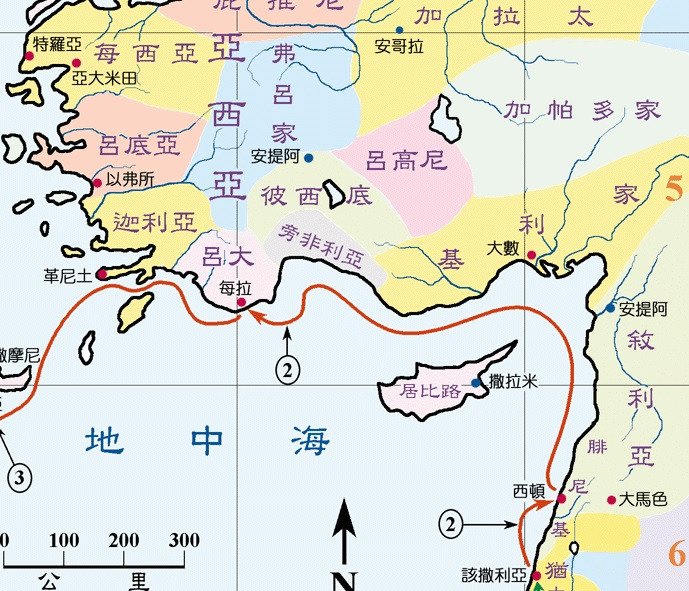 庇推尼
加拉太
安哥拉
特羅亞
亞大米田
每西亞
亞西亞
弗呂家
加帕多家
呂底亞
安提阿
呂高尼
以弗所
彼西底
家
5
迦利亞
利
旁非利亞
呂大
基
大數
革尼土
每拉
安提阿
2
撒摩尼
敘利亞
居比路
撒拉米
地中海
3
腓尼基
西頓
大馬色
2
0 100 200 300
公里
N
該撒利亞
猶
6